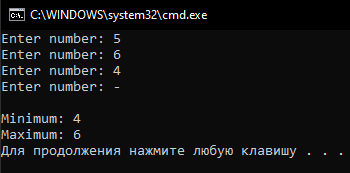 C:\WINDOWS\system32\cmd.exe
Enter number: 5
Enter number: 6
Enter number: 4
Enter number: -
Minimum: 4
Maximum: 6
Для продолжения нажмите любую клавишу . . .